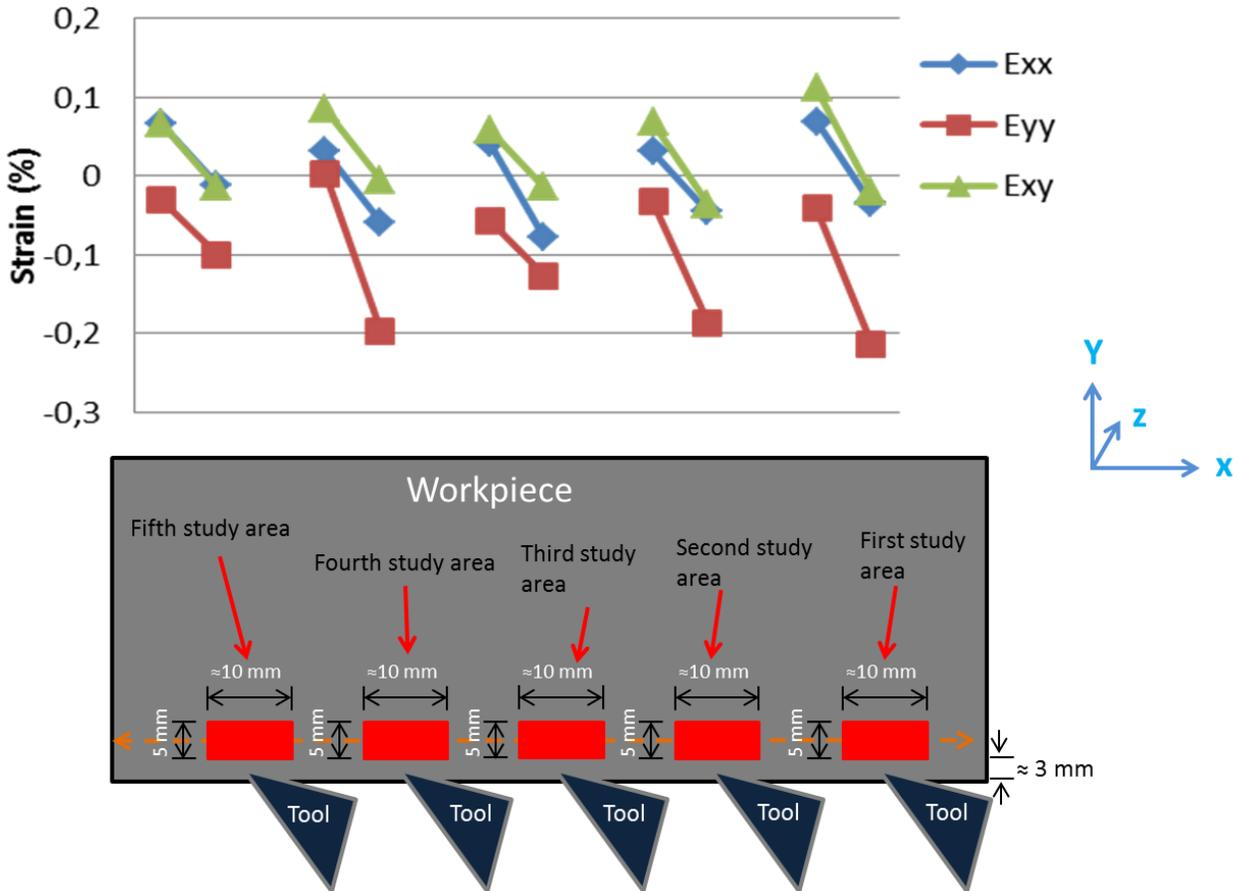 0,2
0,1
0
-0,1
-0,2
-0,3
Strain (%)
Exx
Eyy
Exy
Y
z
x
Workpiece
Fifth study area
Fourth study area
Third study
area
Second study
area
First study
area
≈10 mm
≈10 mm
≈10 mm
≈10 mm
≈10 mm
5 mm
5 mm
5 mm
5 mm
5 mm
≈ 3 mm
Tool
Tool
Tool
Tool
Tool